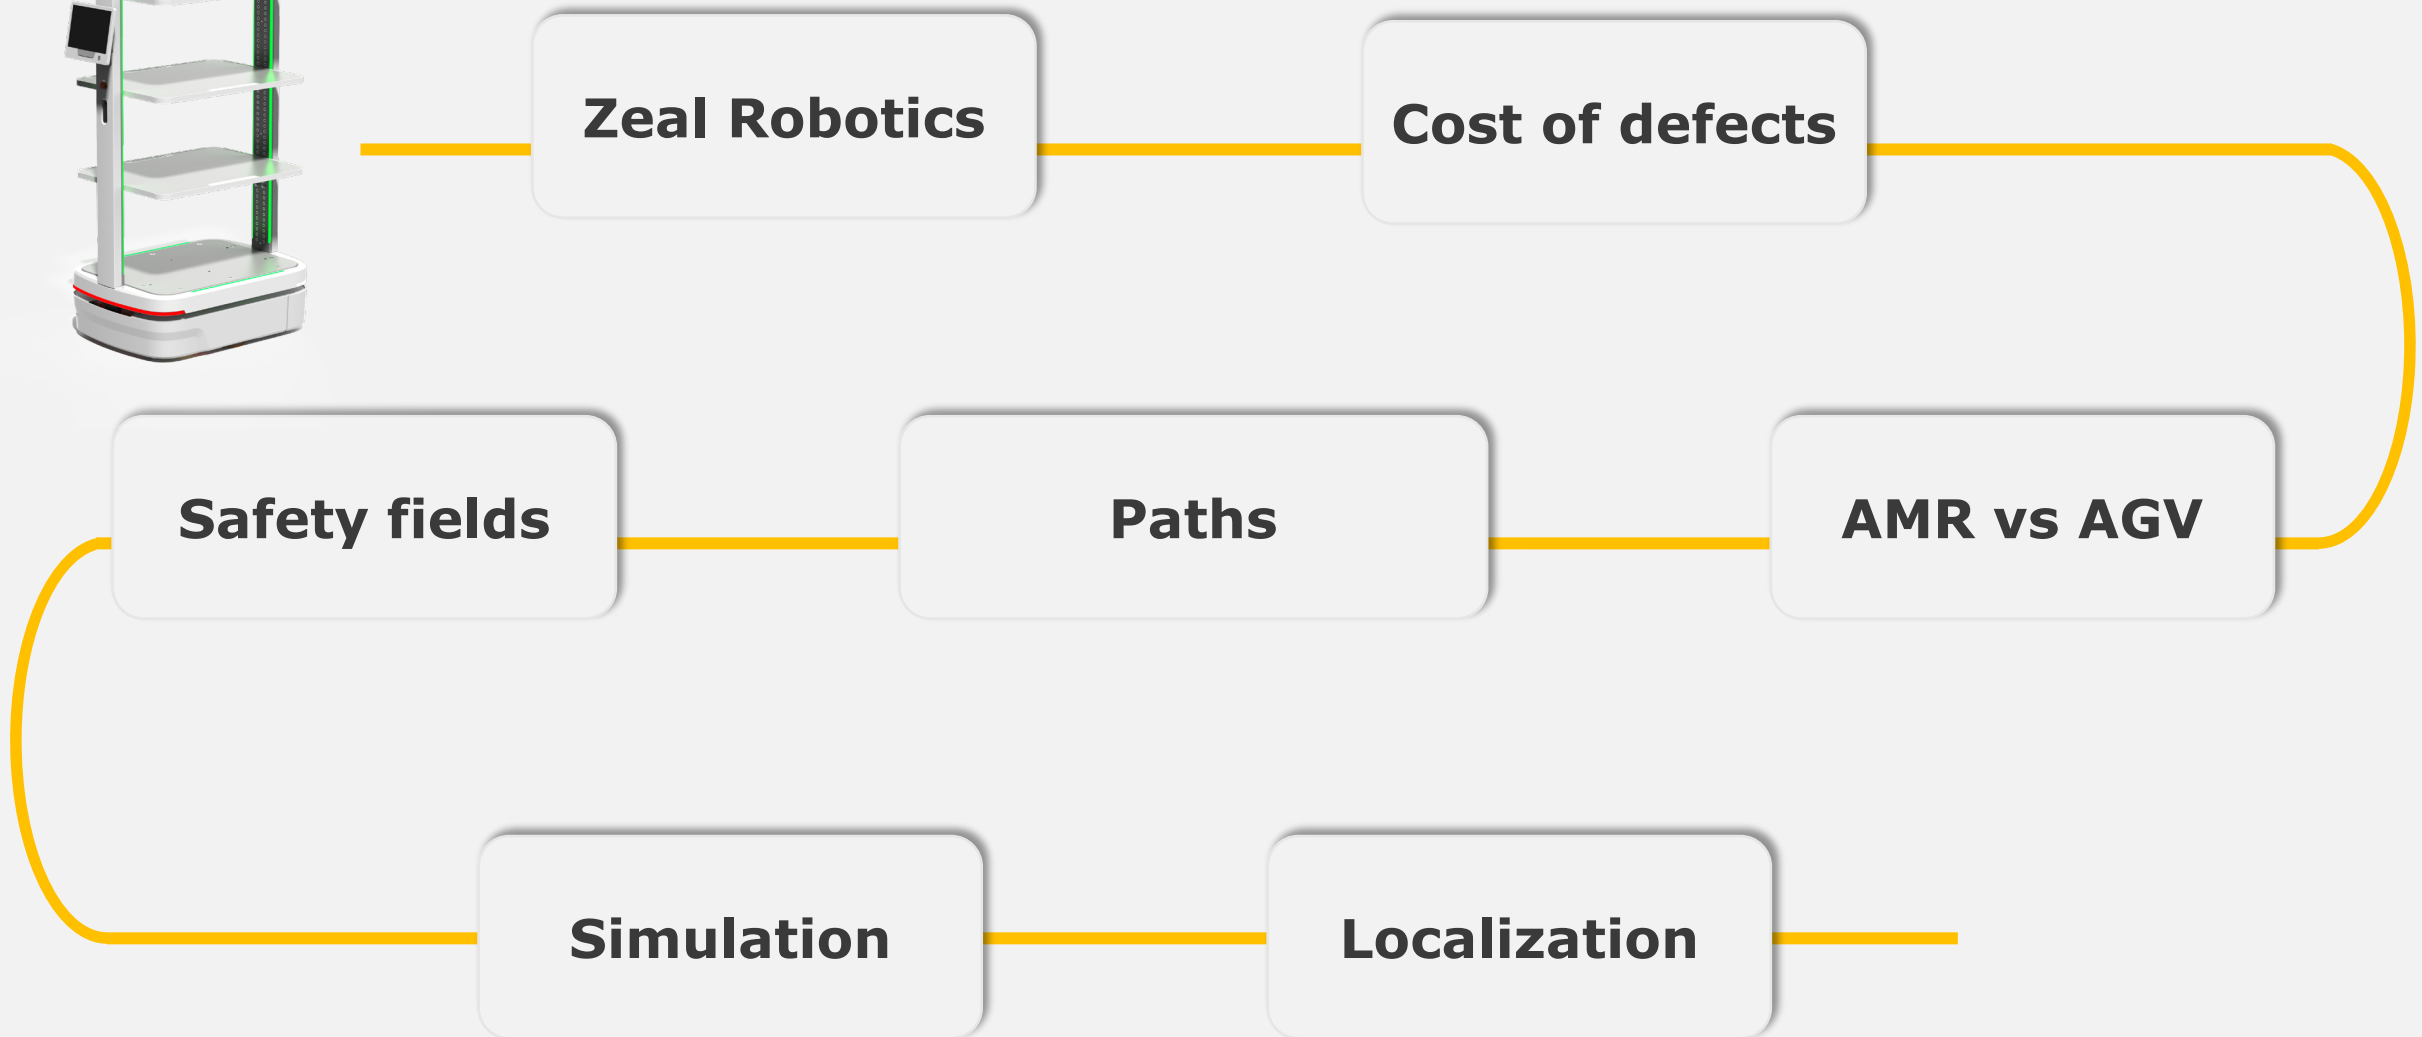 Zeal Robotics
Cost of defects
AMR vs AGV
Paths
Safety fields
Simulation
Localization